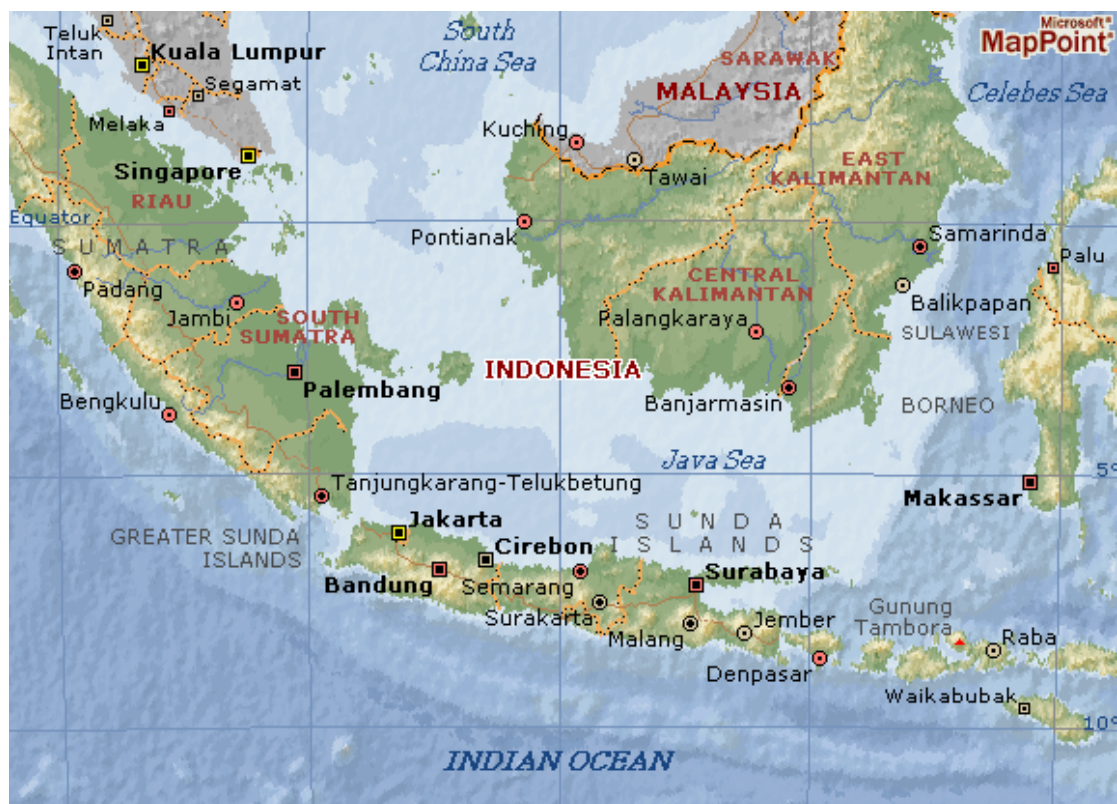 Microsoft®
MapPoint®
Teluk
Intan
Kuala Lumpur
Segamat
Melaka
Singapore
RIAU
South
China Sea
SARAWAK
MALAYSIA
Celebes Sea
Kuching
Tawai
EAST
KALIMANTAN
Equator
SUMATRA
Pontianak
Samarinda
Palu
Padang
Jambi
SOUTH
SUMATRA
CENTRAL
KALIMANTAN
Palangkaraya
Balikpapan
SULAWESI
INDONESIA
Palembang
Bengkulu
Banjarmasin
BORNEO
Java Sea
5°
Makassar
Tanjungkarang-Telukbetung
GREATER SUNDA
ISLANDS
Jakarta
SUNDA
ISLANDS
Cirebon
Bandung
Semarang
Surabaya
Surakarta
Malang
Jember
Gunung
Tambora
Raba
Denpasar
Waikabubak
10°
INDIAN OCEAN